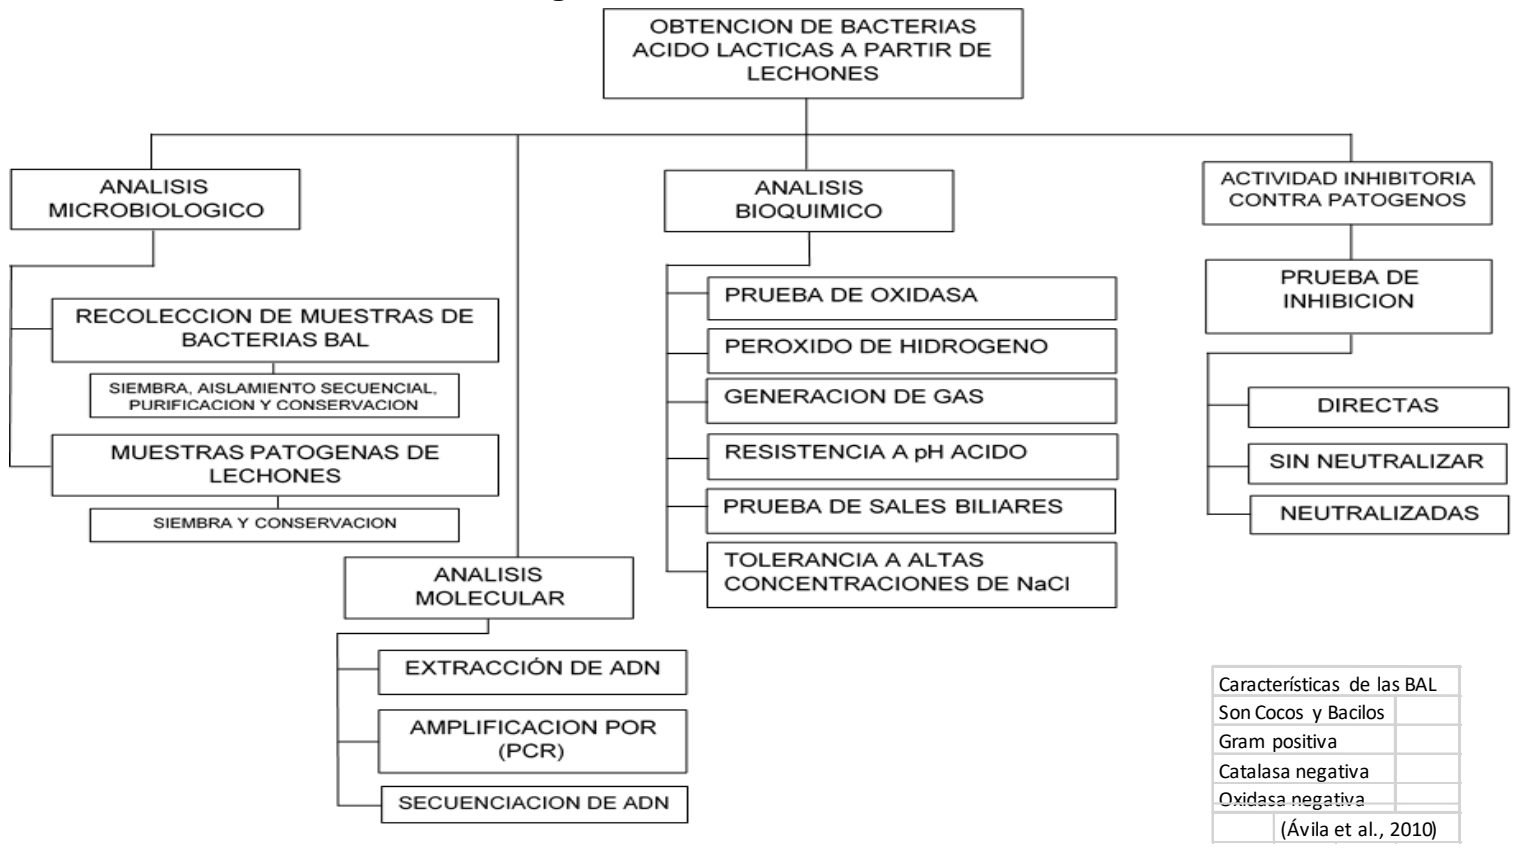 OBTENCION DE BACTERIAS
ACIDO LACTICAS A PARTIR DE
LECHONES
ANALISIS
MICROBIOLOGICO
RECOLECCION DE MUESTRAS DE
BACTERIAS BAL
SIEMBRA, AISLAMIENTO SECUENCIAL,
PURIFICACION Y CONSERVACION
MUESTRAS PATOGENAS DE
LECHONES
SIEMBRA Y CONSERVACION
ANALISIS
MOLECULAR
EXTRACCIÓN DE ADN
AMPLIFICACION POR
(PCR)
SECUENCIACION DE ADN
ANALISIS
BIOQUIMICO
PRUEBA DE OXIDASA
PEROXIDO DE HIDROGENO
GENERACION DE GAS
RESISTENCIA A pH ACIDO
PRUEBA DE SALES BILIARES
TOLERANCIA A ALTAS
CONCENTRACIONES DE NaCl
ACTIVIDAD INHIBITORIA
CONTRA PATOGENOS
PRUEBA DE
INHIBICION
DIRECTAS
SIN NEUTRALIZAR
NEUTRALIZADAS
Características de las BAL
Son Cocos y Bacilos
Gram positiva
Catalasa negativa
Oxidasa negativa
(Ávila et al., 2010)